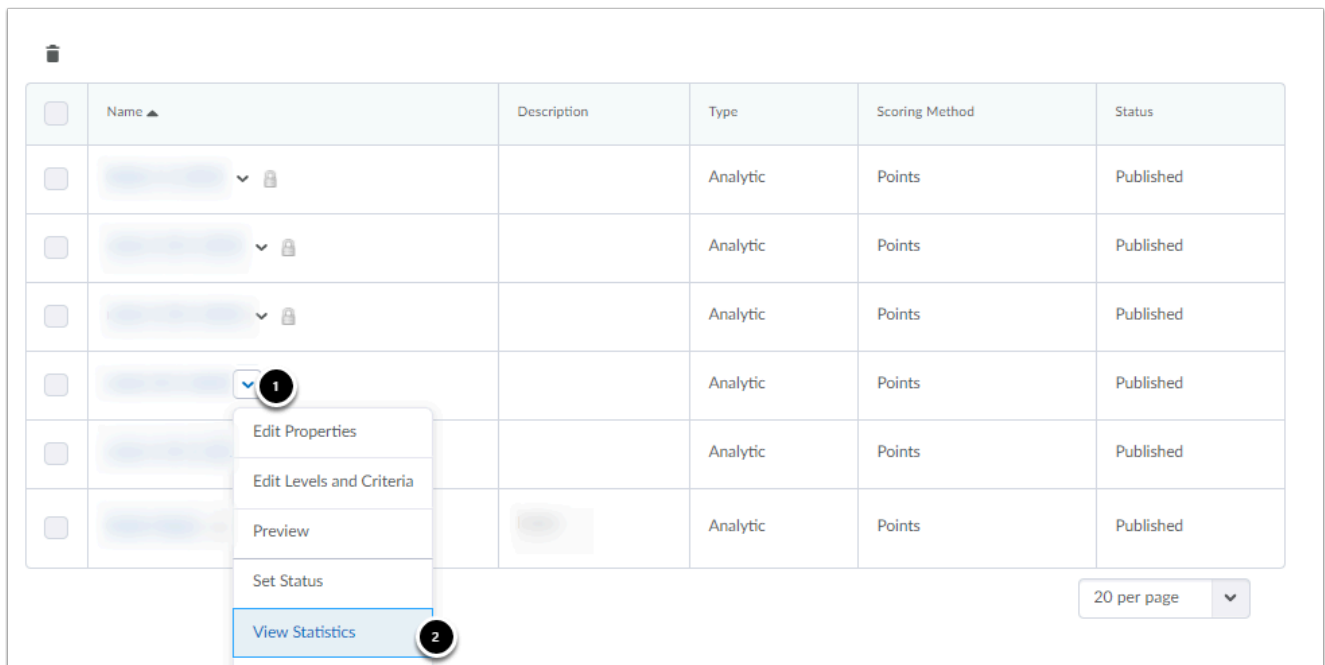 Name Description Type Scoring Method Status
Analytic Points Published
Analytic Points Published
Analytic Points Published
1 Analytic Points Published
Edit Properties
Analytic Points Published
Edit Levels and Criteria
Preview Analytic Points Published
Set Status
20 per page
View Statistics 2